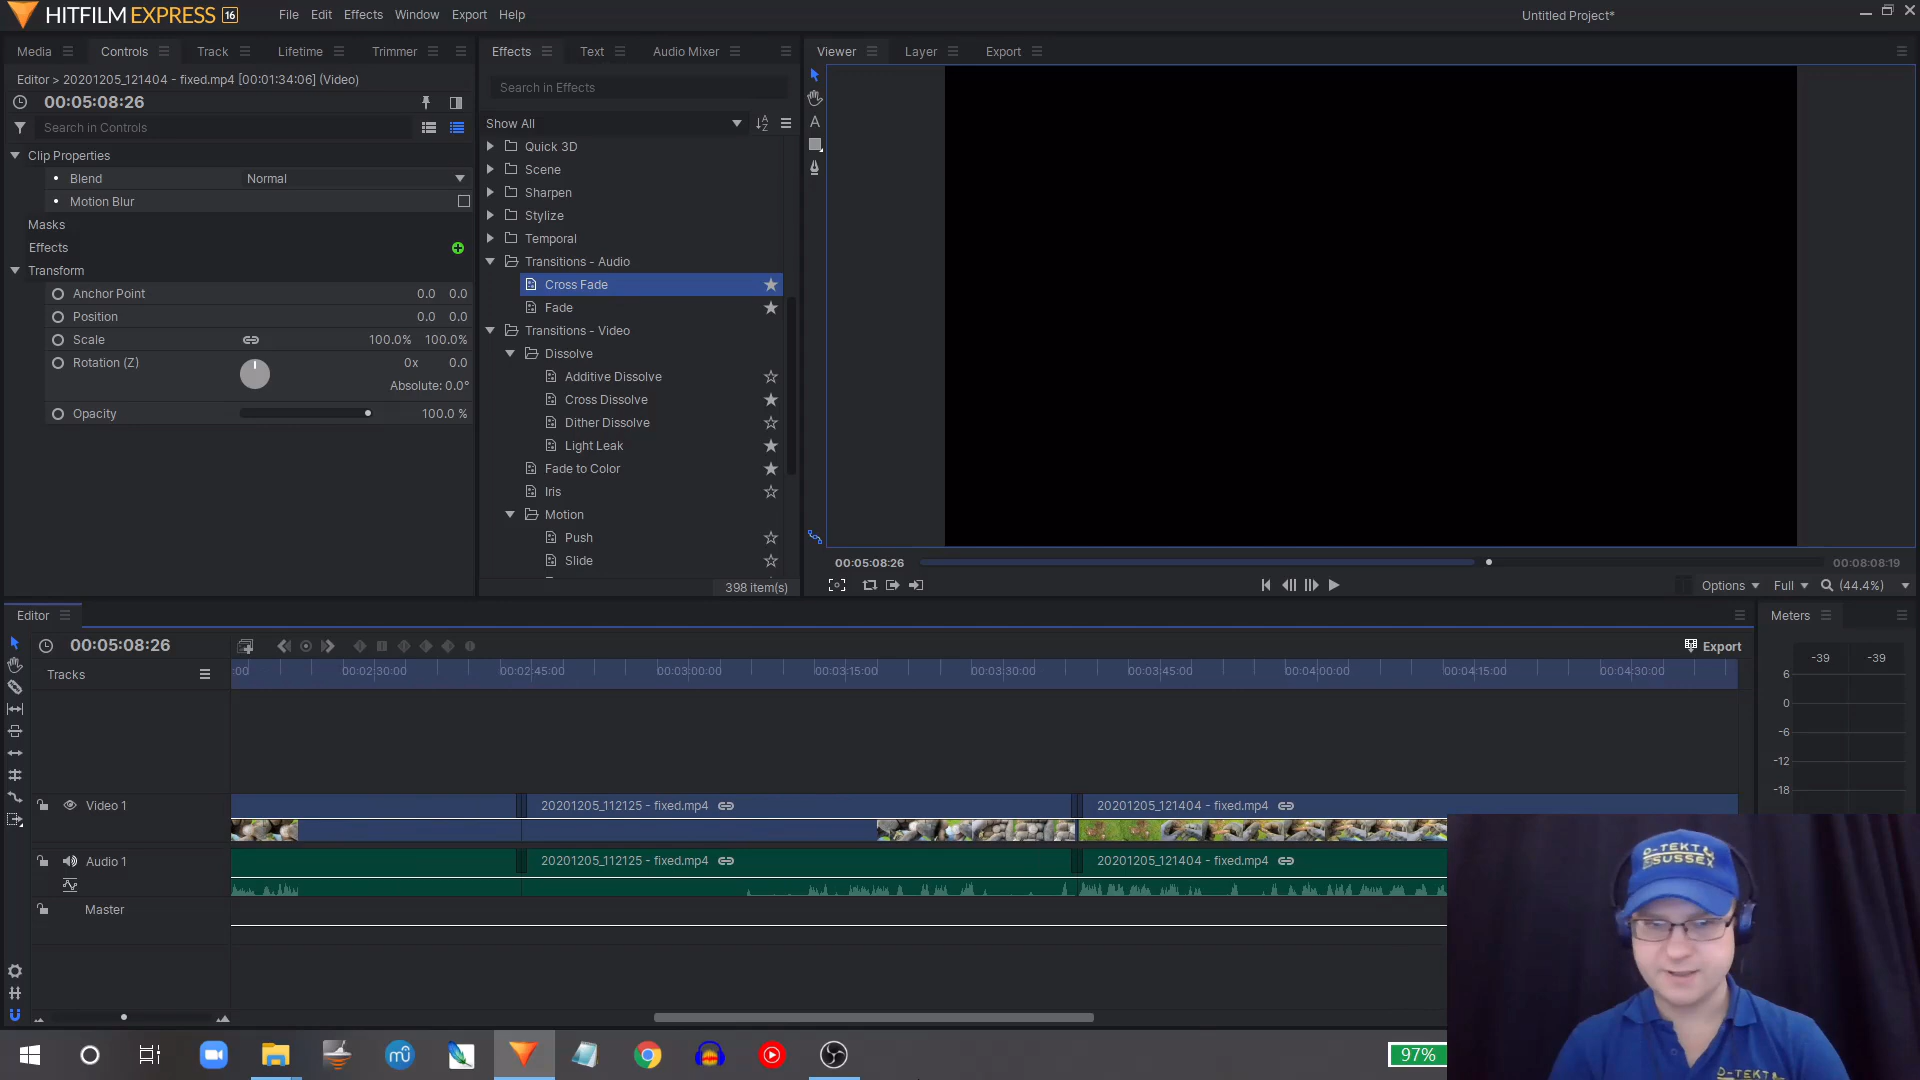 HITFILM EXPRESS 16
File Edit Effects Window Export Help
Untitled Project*
Media Controls Track Lifetime Trimmer
Effects Text Audio Mixer
Viewer Layer Export
Editor > 20201205_121404 - fixed.mp4 [00:01:34:06] (Video)
00:05:08:26
Search in Controls
Clip Properties
Blend Normal
Motion Blur
Masks
Effects
Transform
Anchor Point 0.0 0.0
Position 0.0 0.0
Scale 100.0% 100.0%
Rotation (Z) 0x 0.0
Absolute: 0.0°
Opacity 100.0 %
Search in Effects
Show All
Quick 3D
Scene
Sharpen
Stylize
Temporal
Transitions - Audio
Cross Fade
Fade
Transitions - Video
Dissolve
Additive Dissolve
Cross Dissolve
Dither Dissolve
Light Leak
Fade to Color
Iris
Motion
Push
Slide
398 item(s)
00:05:08:26
00:08:08:19
Options Full (44.4%)
Editor
00:05:08:26
Export
Tracks
:00 00:02:30:00 00:02:45:00 00:03:00:00 00:03:15:00 00:03:30:00 00:03:45:00 00:04:00:00 00:04:15:00 00:04:30:00
Video 1
20201205_112125 - fixed.mp4
20201205_121404 - fixed.mp4
Audio 1
20201205_112125 - fixed.mp4
20201205_121404 - fixed.mp4
Master
Meters
-39 -39
6
0
-6
-12
-18
D-TEKT
SUSSEX
D-TEKT
97%